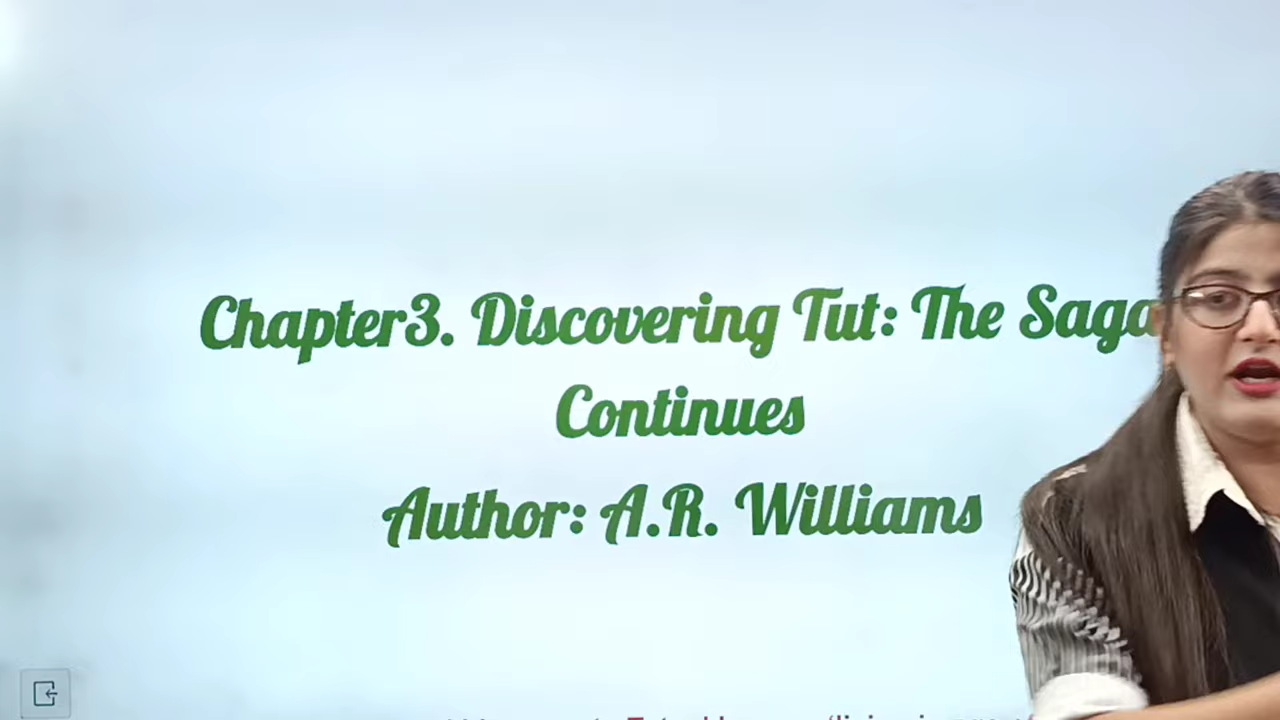 Chapter3. Discovering Tut: The Saga
Continues
Author: A.R. Williams